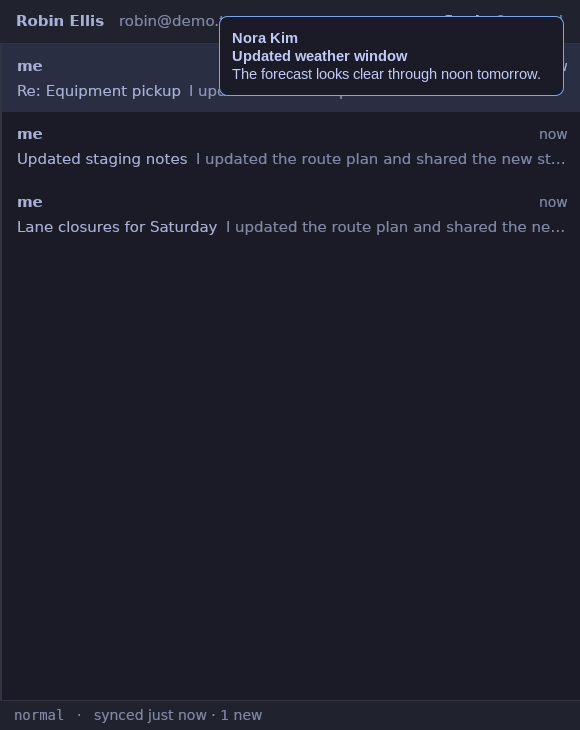 Robin Ellis robin@demo.
Nora Kim
Updated weather window
The forecast looks clear through noon tomorrow.
me
Re: Equipment pickup I up
me now
Updated staging notes I updated the route plan and shared the new st...
me now
Lane closures for Saturday I updated the route plan and shared the ne...
normal · synced just now · 1 new